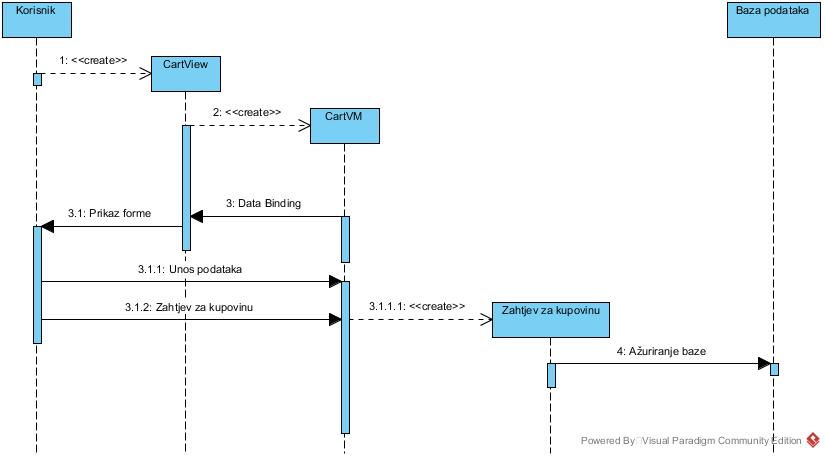 Korisnik
Baza podataka
1: <<create>>
CartView
2: <<create>>
CartVM
3: Data Binding
3.1: Prikaz forme
3.1.1: Unos podataka
3.1.2: Zahtjev za kupovinu
3.1.1.1: <<create>>
Zahtjev za kupovinu
4: Ažuriranje baze
Powered By Visual Paradigm Community Edition